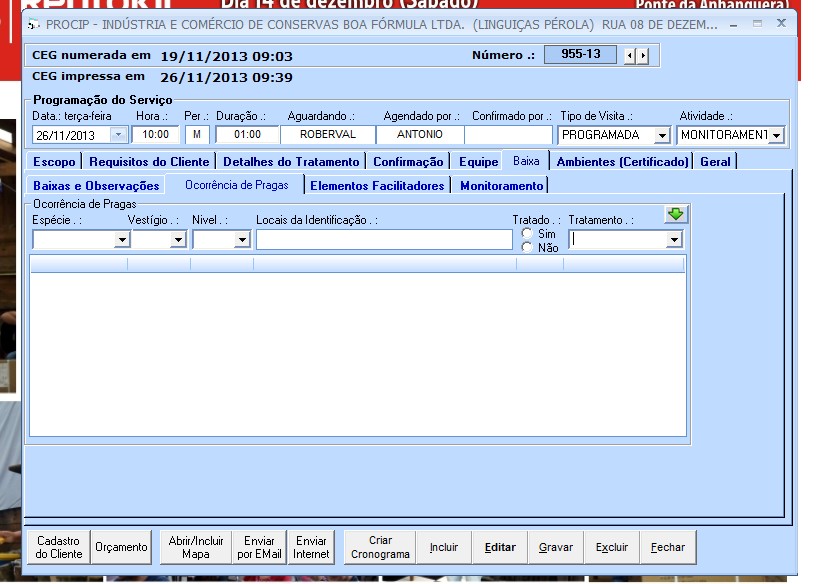 Dia 14 de dezembro (Sábado)
Ponte da Anhanguera)
PROCIP - INDÚSTRIA E COMÉRCIO DE CONSERVAS BOA FÓRMULA LTDA. (LINGUIÇAS PÉROLA) RUA 08 DE DEZEM...
CEG numerada em 19/11/2013 09:03 Número .: 955-13
CEG impressa em 26/11/2013 09:39
Programação do Serviço
Data.: terça-feira Hora .: Per .: Duração .: Aguardando .: Agendado por .: Confirmado por .: Tipo de Visita .: Atividade .:
26/11/2013 10:00 M 01:00 ROBERVAL ANTONIO PROGRAMADA MONITORAMENT
Escopo Requisitos do Cliente Detalhes do Tratamento Confirmação Equipe Baixa Ambientes (Certificado) Geral
Baixas e Observações Ocorrência de Pragas Elementos Facilitadores Monitoramento
Ocorrência de Pragas
Espécie . : Vestígio . : Nivel . : Locais da Identificação . : Tratado . : Tratamento . :
Sim
Não
Cadastro do Cliente Orçamento Abrir/Incluir Mapa Enviar por EMail Enviar Internet Criar Cronograma Incluir Editar Gravar Excluir Fechar